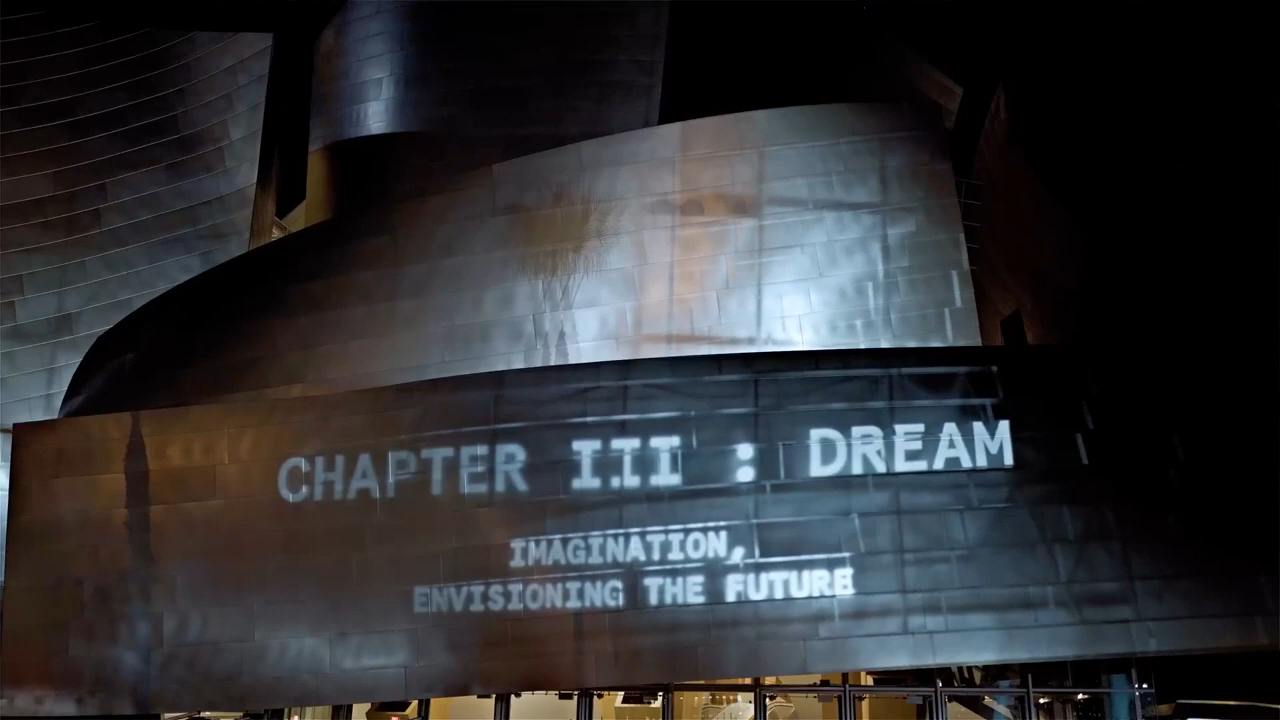 CHAPTER III : DREAM
IMAGINATION,
ENVISIONING THE FUTURE